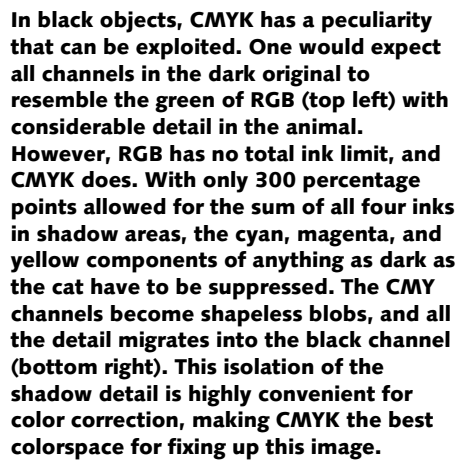 In black objects, CMYK has a peculiarity
that can be exploited. One would expect
all channels in the dark original to
resemble the green of RGB (top left) with
considerable detail in the animal.
However, RGB has no total ink limit, and
CMYK does. With only 300 percentage
points allowed for the sum of all four inks
in shadow areas, the cyan, magenta, and
yellow components of anything as dark as
the cat have to be suppressed. The CMY
channels become shapeless blobs, and all
the detail migrates into the black channel
(bottom right). This isolation of the
shadow detail is highly convenient for
color correction, making CMYK the best
colorspace for fixing up this image.